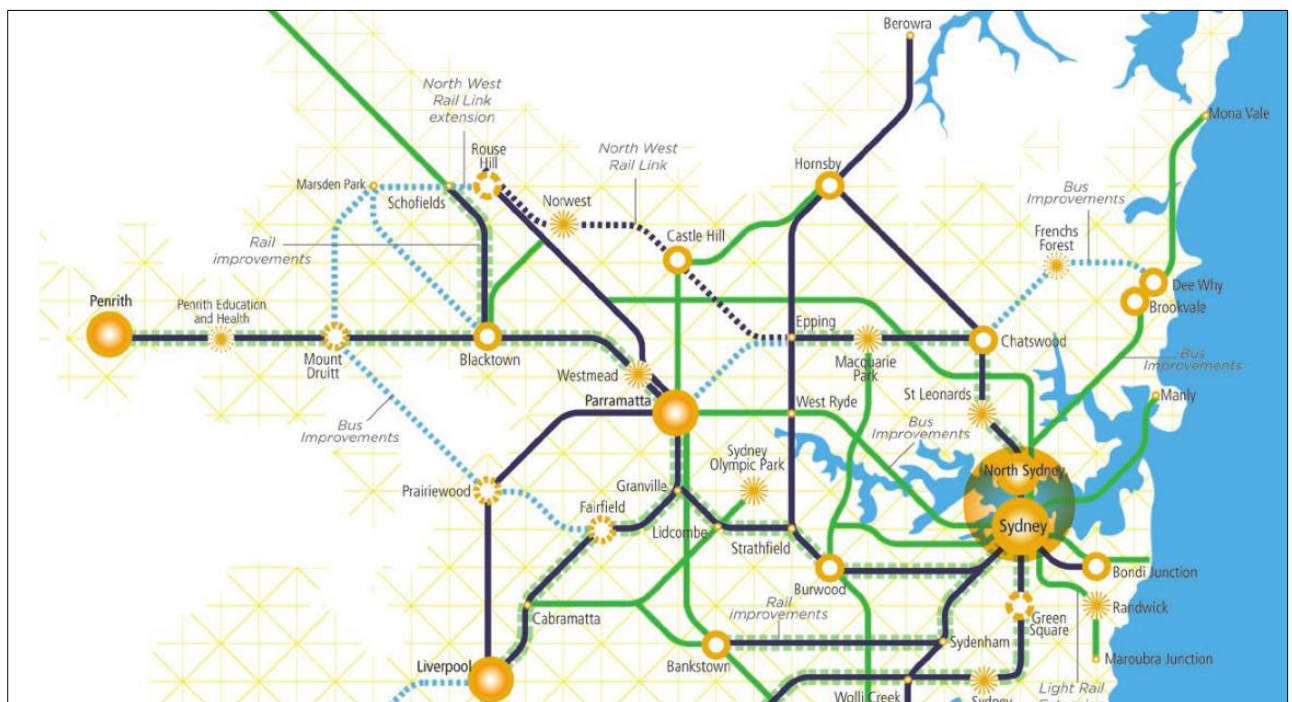 Berowra
North West
Rail Link
extension
Mona Vale
Rouse
Hill
North West
Rail Link
Hornsby
Marsden Park
Schofields
Norwest
Bus
Improvements
Castle Hill
Frenchs
Forest
Rail
improvements
Dee Why
Brookvale
Penrith
Penrith Education
and Health
Mount
Druitt
Blacktown
Epping
Macquarie
Park
Chatswood
Bus
Improvements
Westmead
Parramatta
West Ryde
St Leonards
Manly
Bus
Improvements
Bus
Improvements
Sydney
Olympic Park
North Sydney
Prairiewood
Granville
Fairfield
Lidcombe
Strathfield
Sydney
Burwood
Bondi Junction
Cabramatta
Rail
improvements
Green
Square
Randwick
Sydenham
Bankstown
Liverpool
Maroubra Junction
Wolli Creek
Sydney
Light Rail